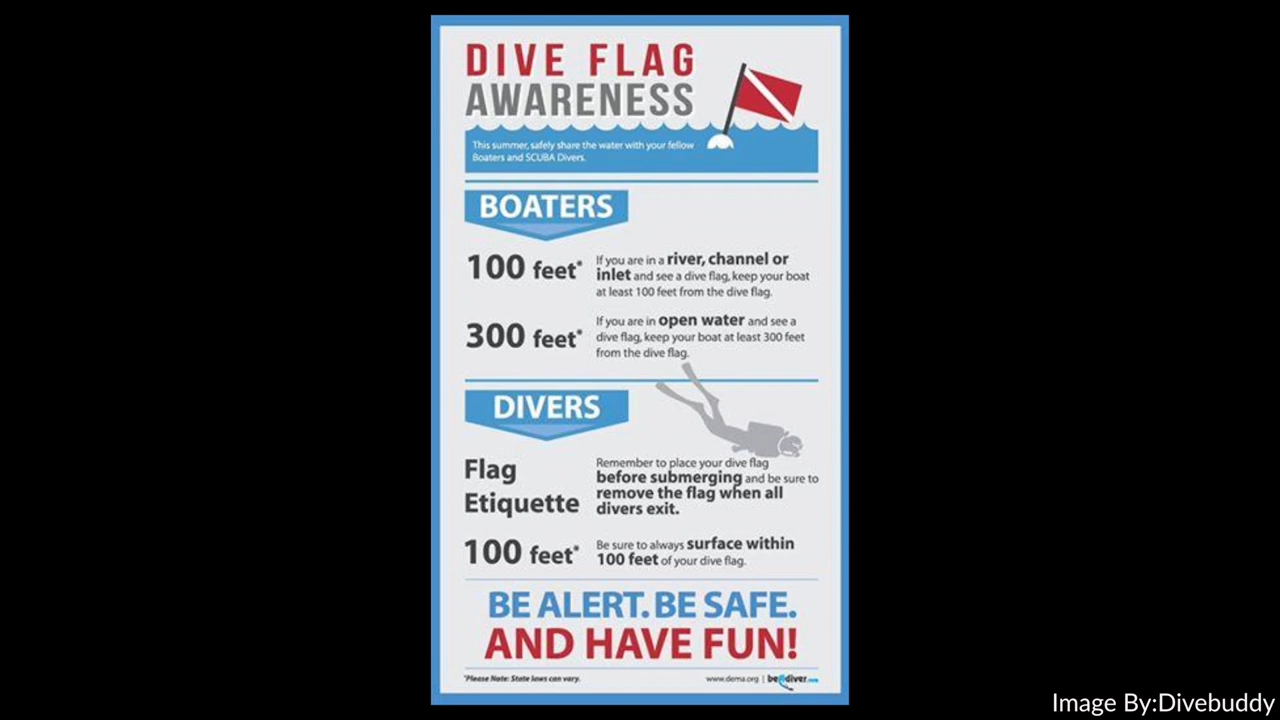 DIVE FLAG
AWARENESS
This summer, safely share the water with your fellow
Boaters and SCUBA Divers.
BOATERS
100 feet*
If you are in a river, channel or
inlet and see a dive flag, keep your boat
at least 100 feet from the dive flag.
300 feet*
If you are in open water and see a
dive flag, keep your boat at least 300 feet
from the dive flag.
DIVERS
Flag
Etiquette
Remember to place your dive flag
before submerging and be sure to
remove the flag when all
divers exit.
100 feet*
Be sure to always surface within
100 feet of your dive flag.
BE ALERT. BE SAFE.
AND HAVE FUN!
*Please Note: State laws can vary.
www.dema.org | beadiver.com
Image By:Divebuddy